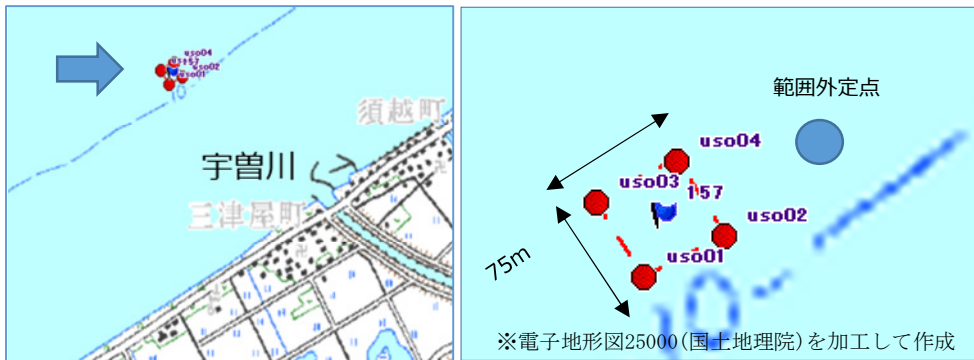 uso04
157
uso02
uso01
10
須越町
宇曽川
三津屋町
範囲外定点
uso04
uso03
157
uso02
uso01
75m
10
※電子地形図25000(国土地理院)を加工して作成